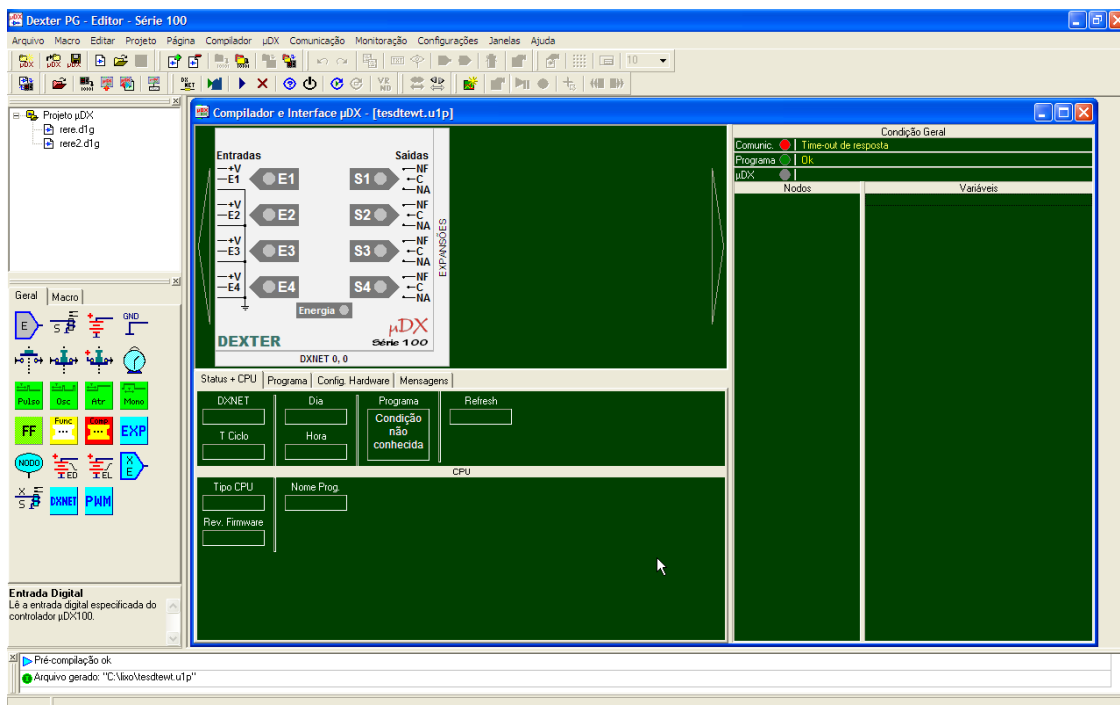 Dexter PG - Editor - Série 100
Arquivo Macro Editar Projeto Página Compilador µDX Comunicação Monitoração Configurações Janelas Ajuda
10
Projeto µDX
rere.d1g
rere2.d1g
Geral Macro
E S GND
Pulso Osc Atr Mono
FF Func Comp EXP
NODO ED EL X E
X E S DXNET PWM
Entrada Digital
Lê a entrada digital especificada do
controlador µDX100.
Compilador e Interface µDX - [tesdtewt.u1p]
Entradas Saídas
+V NF
E1 E1 S1 C
NA
+V NF
E2 E2 S2 C
NA
+V NF
E3 E3 S3 C
NA
+V NF
E4 E4 S4 C
NA
EXPANSÕES
Energia
µDX
DEXTER Série 100
DXNET 0, 0
Condição Geral
Comunic. Time-out de resposta
Programa Ok
µDX
Nodos Variáveis
Status + CPU Programa Config. Hardware Mensagens
DXNET Dia Programa Refresh
Condição
não
conhecida
T Ciclo Hora
CPU
Tipo CPU Nome Prog.
Rev. Firmware
Pré-compilação ok
Arquivo gerado: "C:\lixo\tesdtewt.u1p"